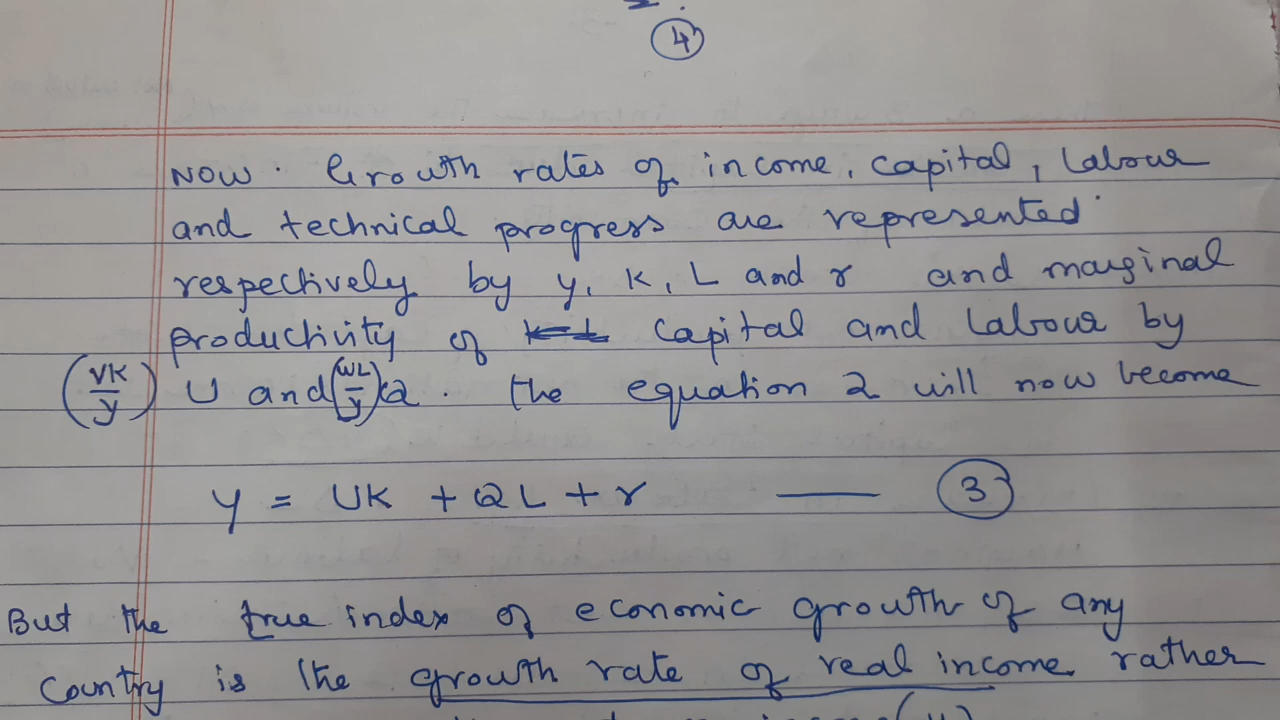 4
NOW. Growth rates of income, capital, labour
and technical progress are represented
respectively by y, K, L and r and marginal
productivity of capital and labour by
(VK/y) U and (WL/y) Q. the equation 2 will now become
y = UK + QL + r —— 3
But the true index of economic growth of any
Country is the growth rate of real income rather